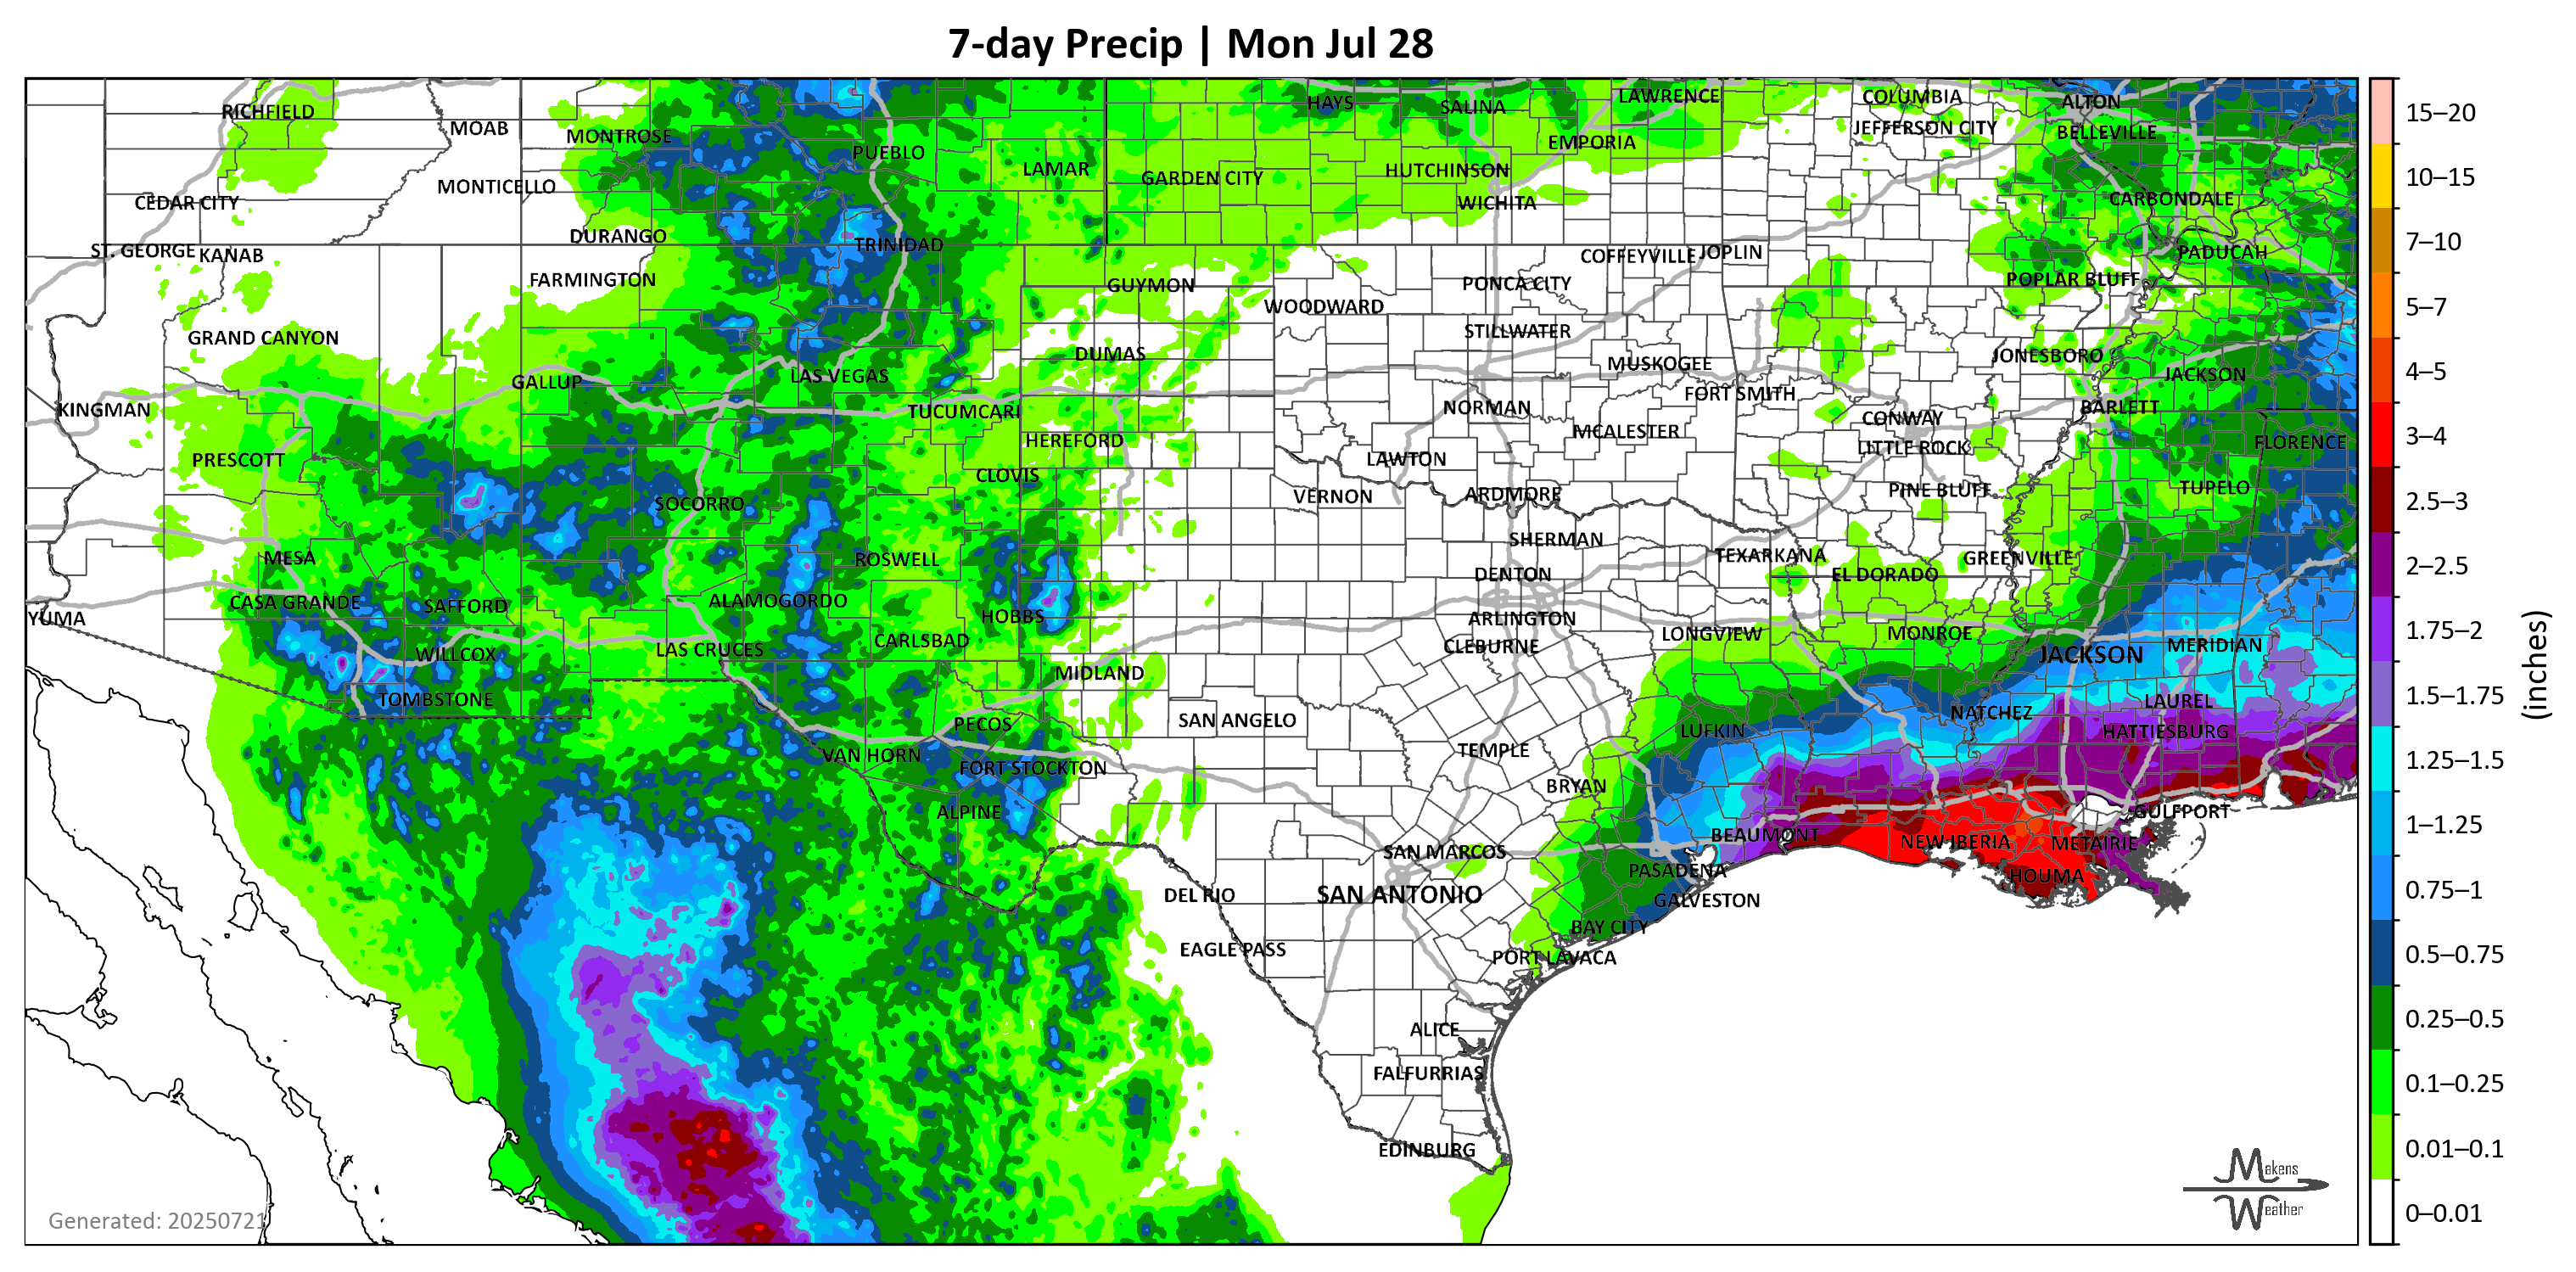 7-day Precip | Mon Jul 28
RICHFIELD
MOAB
MONTROSE
PUEBLO
LAMAR
HAYS
SALINA
LAWRENCE
EMPORIA
COLUMBIA
JEFFERSON CITY
ALTON
BELLEVILLE
GARDEN CITY
HUTCHINSON
MONTICELLO
CEDAR CITY
WICHITA
CARBONDALE
DURANGO
TRINIDAD
ST. GEORGE
KANAB
COFFEYVILLE
JOPLIN
PADUCAH
FARMINGTON
GUYMON
PONCA CITY
POPLAR BLUFF
WOODWARD
GRAND CANYON
STILLWATER
DUMAS
JONESBORO
MUSKOGEE
GALLUP
LAS VEGAS
JACKSON
FORT SMITH
KINGMAN
TUCUMCARI
NORMAN
BARLETT
CONWAY
HEREFORD
MCALESTER
LITTLE ROCK
FLORENCE
PRESCOTT
LAWTON
CLOVIS
SOCORRO
VERNON
ARDMORE
PINE BLUFF
TUPELO
SHERMAN
MESA
ROSWELL
TEXARKANA
GREENVILLE
DENTON
EL DORADO
CASA GRANDE
SAFFORD
ALAMOGORDO
YUMA
HOBBS
ARLINGTON
CARLSBAD
CLEBURNE
LONGVIEW
MONROE
WILLCOX
LAS CRUCES
JACKSON
MERIDIAN
MIDLAND
TOMBSTONE
LAUREL
PECOS
SAN ANGELO
NATCHEZ
LUFKIN
HATTIESBURG
VAN HORN
TEMPLE
FORT STOCKTON
BRYAN
ALPINE
GULFPORT
BEAUMONT
NEW IBERIA
METAIRIE
SAN MARCOS
PASADENA
HOUMA
DEL RIO
SAN ANTONIO
GALVESTON
BAY CITY
EAGLE PASS
PORT LAVACA
ALICE
FALFURRIAS
EDINBURG
Generated: 20250721
Makens
Weather
15–20
10–15
7–10
5–7
4–5
3–4
2.5–3
2–2.5
1.75–2
1.5–1.75
1.25–1.5
1–1.25
0.75–1
0.5–0.75
0.25–0.5
0.1–0.25
0.01–0.1
0–0.01
(inches)